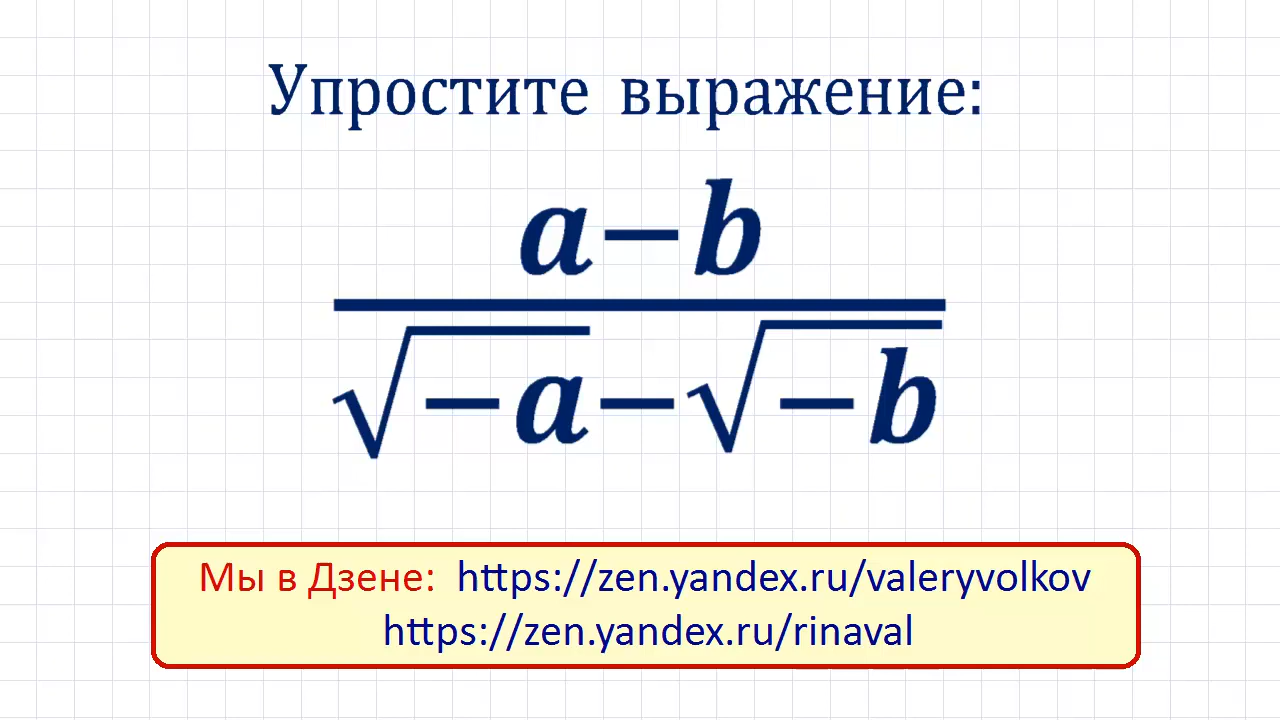 Упростите выражение:
a−b
√−a−√−b
Мы в Дзене: https://zen.yandex.ru/valeryvolkov
https://zen.yandex.ru/rinaval